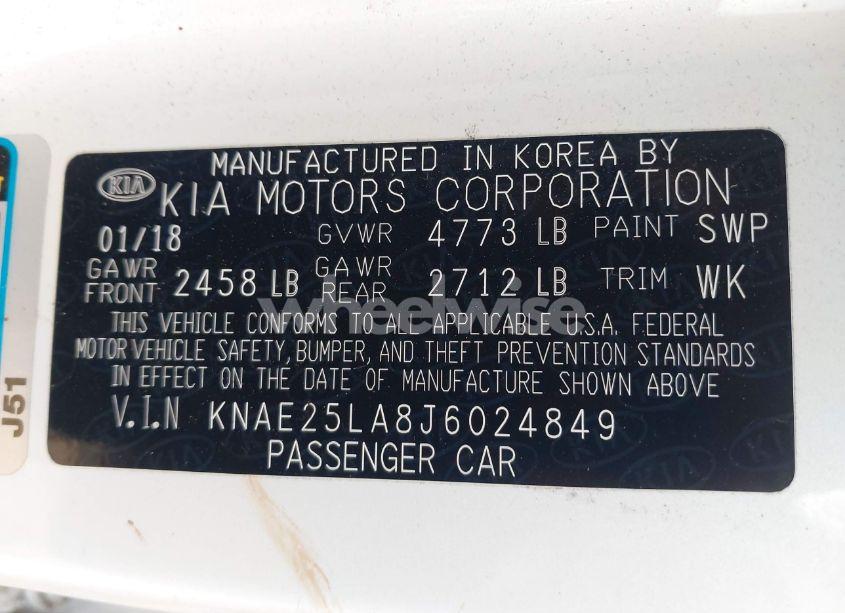 MANUFACTURED IN KOREA BY
KIA KIA MOTORS CORPORATION
01/18 GVWR 4773 LB PAINT SWP
GAWR FRONT 2458 LB GAWR REAR 2712 LB TRIM WK
wheelwise
THIS VEHICLE CONFORMS TO ALL APPLICABLE U.S.A. FEDERAL
MOTOR VEHICLE SAFETY, BUMPER, AND THEFT PREVENTION STANDARDS
IN EFFECT ON THE DATE OF MANUFACTURE SHOWN ABOVE
V.I.N KNAE25LA8J6024849
PASSENGER CAR
J51